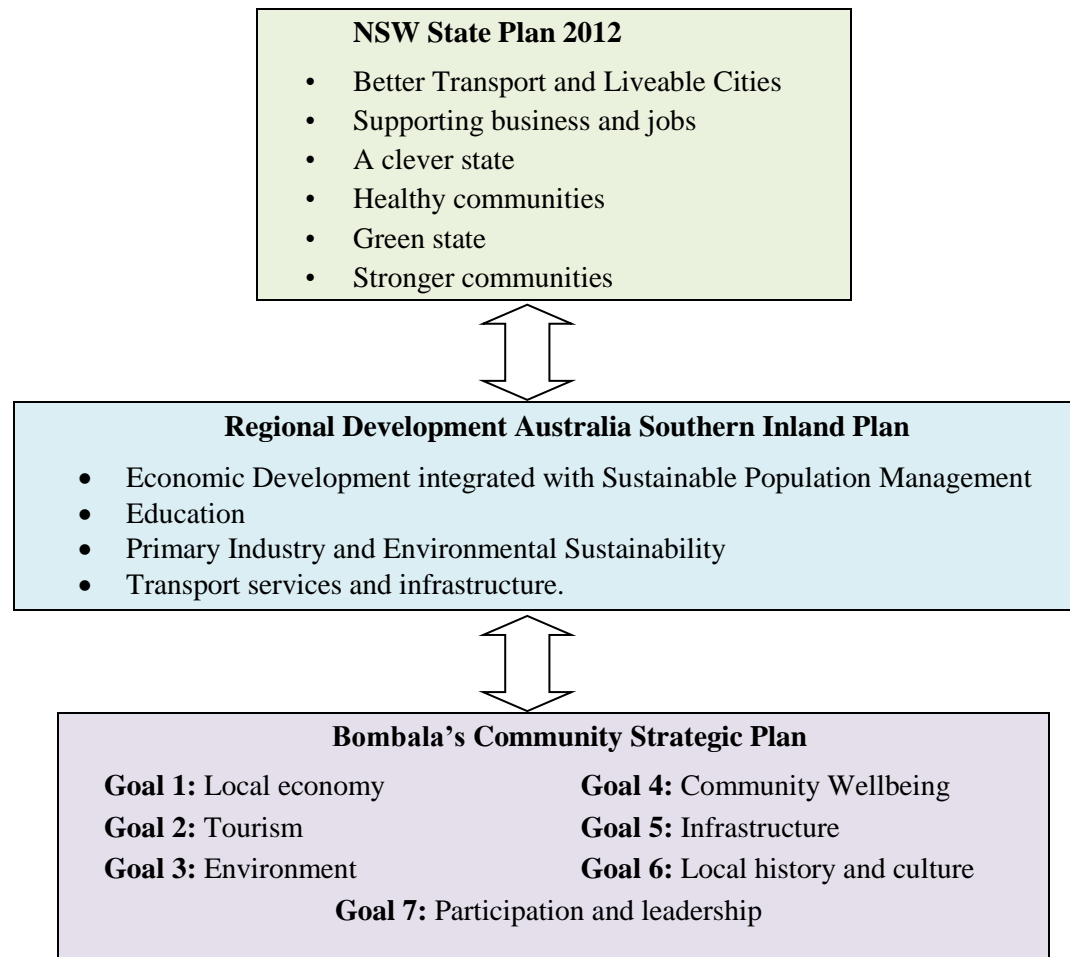 NSW State Plan 2012
• Better Transport and Liveable Cities
• Supporting business and jobs
• A clever state
• Healthy communities
• Green state
• Stronger communities
Regional Development Australia Southern Inland Plan
• Economic Development integrated with Sustainable Population Management
• Education
• Primary Industry and Environmental Sustainability
• Transport services and infrastructure.
Bombala’s Community Strategic Plan
Goal 1: Local economy
Goal 2: Tourism
Goal 3: Environment
Goal 4: Community Wellbeing
Goal 5: Infrastructure
Goal 6: Local history and culture
Goal 7: Participation and leadership